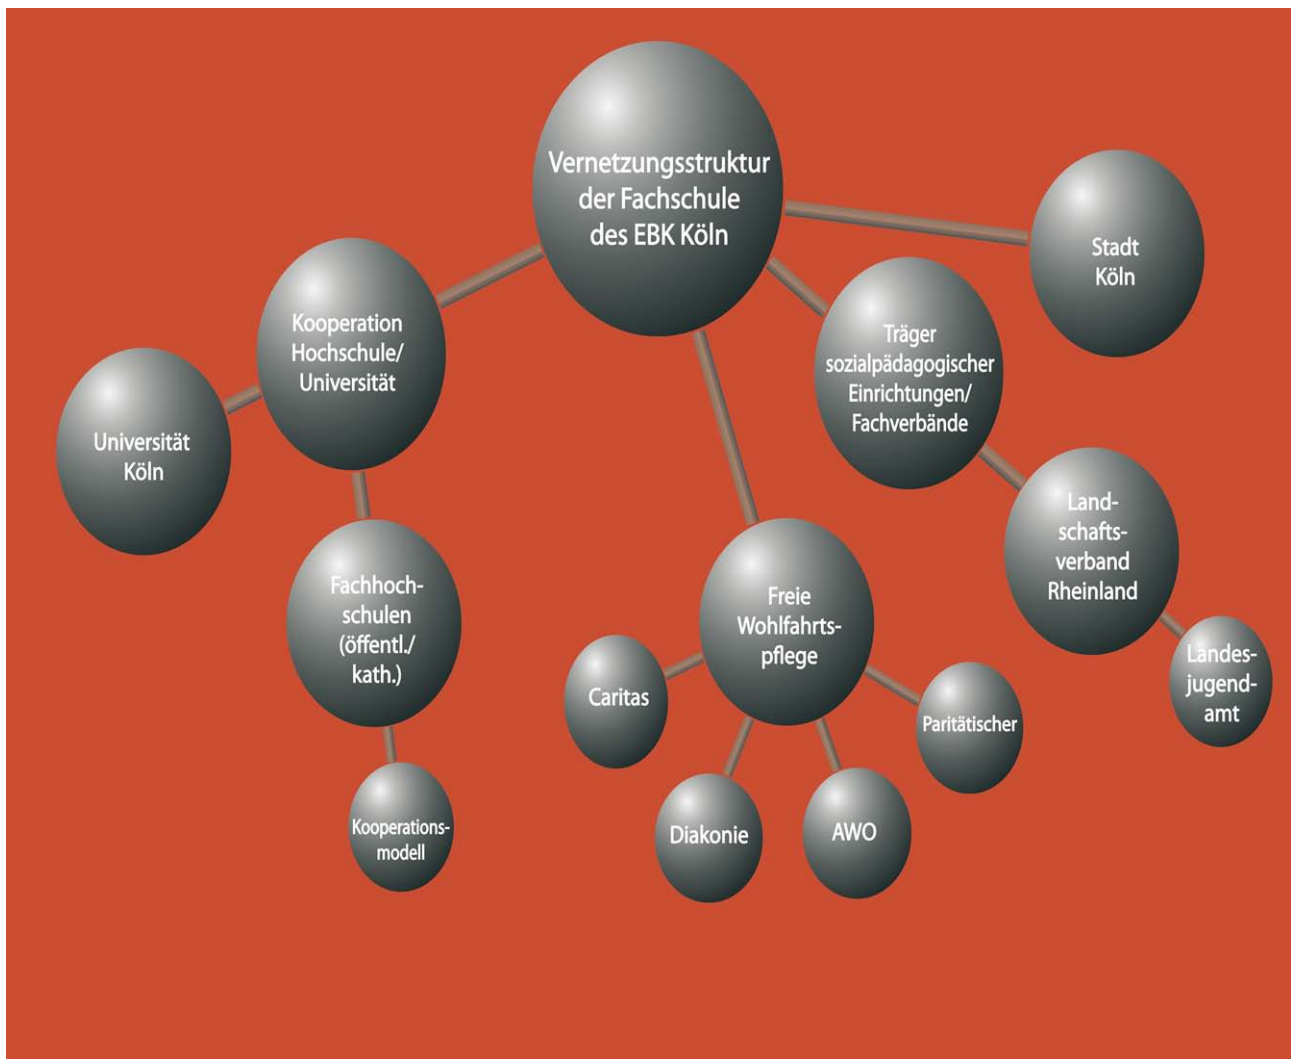 Vernetzungsstruktur
der Fachschule
des EBK Köln
Stadt
Köln
Kooperation
Hochschule/
Universität
Träger
sozialpädagogischer
Einrichtungen/
Fachverbände
Universität
Köln
Land-
schafts-
verband
Rheinland
Fachhoch-
schulen
(öffentl./
kath.)
Freie
Wohlfahrts-
pflege
Landes-
jugend-
amt
Caritas
Paritätischer
Kooperations-
modell
Diakonie
AWO